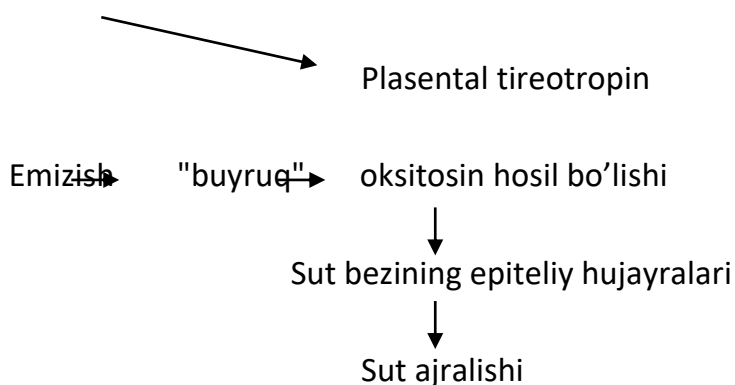 Plasental tireotropin
Emizish "buyruq" oksitosin hosil bo’lishi
Sut bezining epiteliy hujayralari
Sut ajralishi